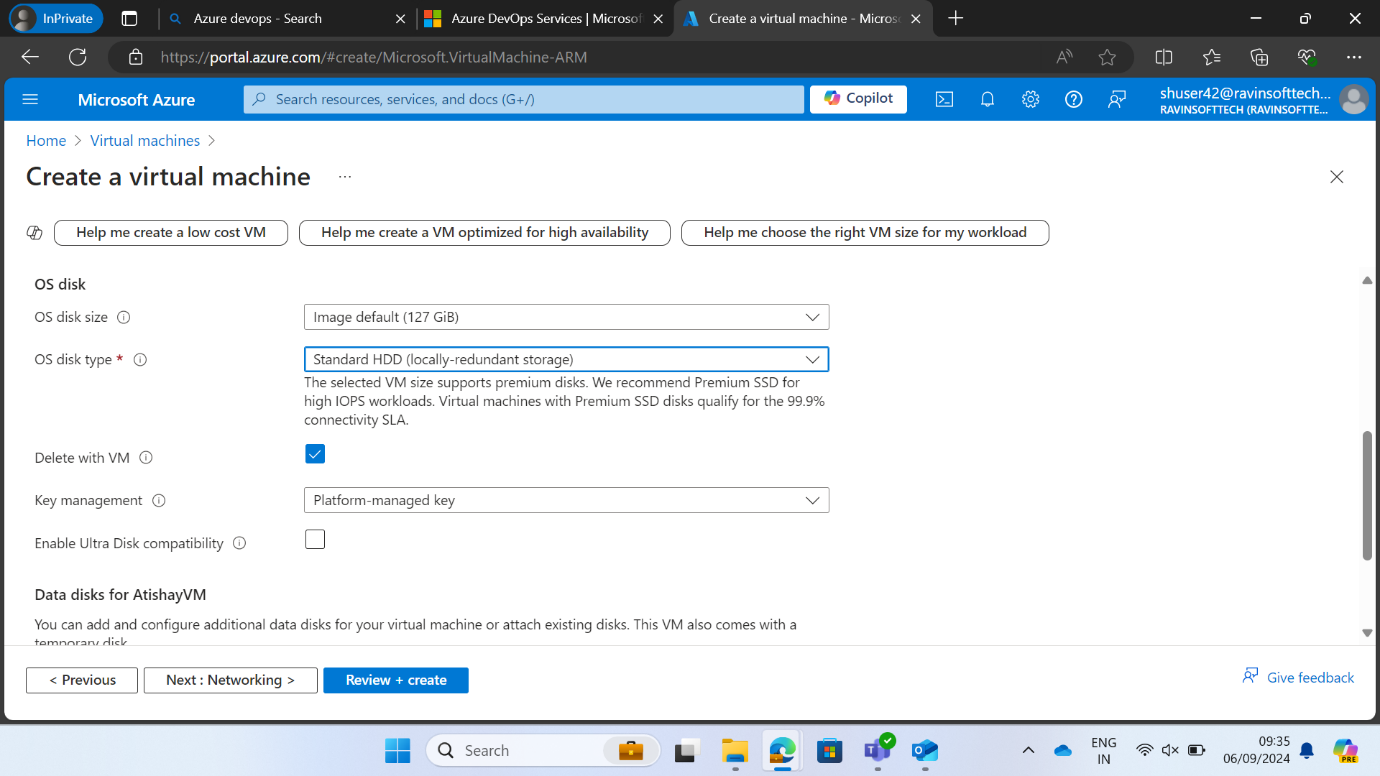 InPrivate
Azure devops - Search
Azure DevOps Services | Microsof
Create a virtual machine - Micros
https://portal.azure.com/#create/Microsoft.VirtualMachine-ARM
Microsoft Azure
Search resources, services, and docs (G+/)
Copilot
shuser42@ravinsofttech...
RAVINSOFTTECH (RAVINSOFTTE...
Home > Virtual machines >
Create a virtual machine ...
Help me create a low cost VM
Help me create a VM optimized for high availability
Help me choose the right VM size for my workload
OS disk
OS disk size
Image default (127 GiB)
OS disk type *
Standard HDD (locally-redundant storage)
The selected VM size supports premium disks. We recommend Premium SSD for
high IOPS workloads. Virtual machines with Premium SSD disks qualify for the 99.9%
connectivity SLA.
Delete with VM
Key management
Platform-managed key
Enable Ultra Disk compatibility
Data disks for AtishayVM
You can add and configure additional data disks for your virtual machine or attach existing disks. This VM also comes with a
temporary disk.
< Previous
Next : Networking >
Review + create
Give feedback
Search
ENG
IN
09:35
06/09/2024
PRE